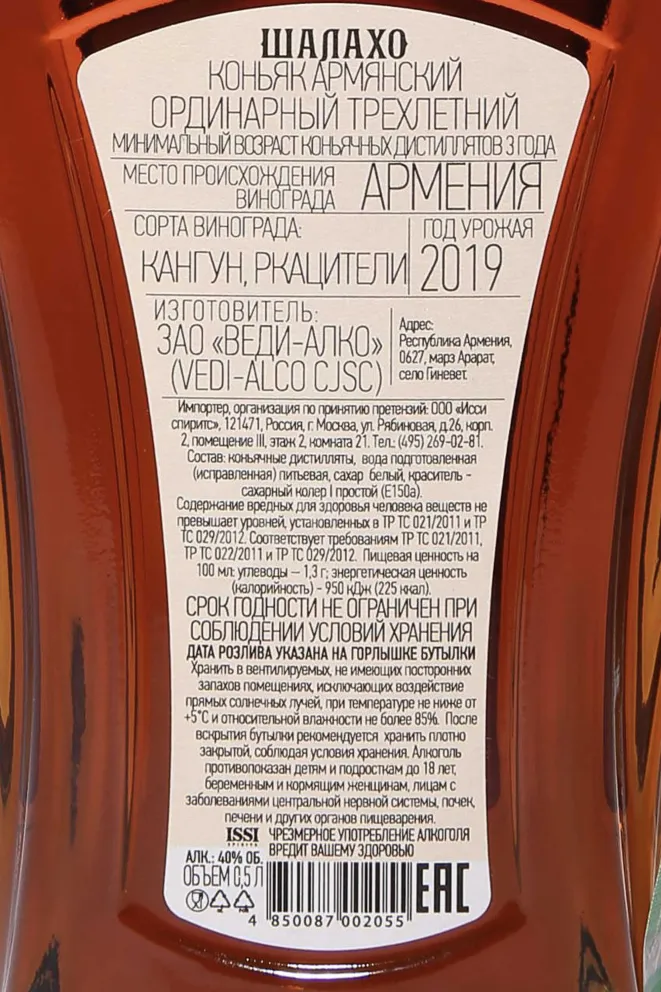 ШАЛАХО
КОНЬЯК АРМЯНСКИЙ
ОРДИНАРНЫЙ ТРЕХЛЕТНИЙ
МИНИМАЛЬНЫЙ ВОЗРАСТ КОНЬЯЧНЫХ ДИСТИЛЛЯТОВ 3 ГОДА
МЕСТО ПРОИСХОЖДЕНИЯ
ВИНОГРАДА
АРМЕНИЯ
СОРТА ВИНОГРАДА:
КАНГУН, РКАЦИТЕЛИ
ГОД УРОЖАЯ
2019
ИЗГОТОВИТЕЛЬ:
ЗАО «ВЕДИ-АЛКО»
(VEDI-ALCO CJSC)
Адрес:
Республика Армения,
0627, марз Арарат,
село Гиневет.
Импортер, организация по принятию претензий: ООО «Исси
спиритс», 121471, Россия, г. Москва, ул. Рябиновая, д.26, корп.
2, помещение III, этаж 2, комната 21. Тел.: (495) 269-02-81.
Состав: коньячные дистилляты, вода подготовленная
(исправленная) питьевая, сахар белый, краситель -
сахарный колер I простой (Е150а).
Содержание вредных для здоровья человека веществ не
превышает уровней, установленных в ТР ТС 021/2011 и ТР
ТС 029/2012. Соответствует требованиям ТР ТС 021/2011,
ТР ТС 022/2011 и ТР ТС 029/2012. Пищевая ценность на
100 мл: углеводы – 1,3 г; энергетическая ценность
(калорийность) - 950 кДж (225 ккал).
СРОК ГОДНОСТИ НЕ ОГРАНИЧЕН ПРИ
СОБЛЮДЕНИИ УСЛОВИЙ ХРАНЕНИЯ
ДАТА РОЗЛИВА УКАЗАНА НА ГОРЛЫШКЕ БУТЫЛКИ
Хранить в вентилируемых, не имеющих посторонних
запахов помещениях, исключающих воздействие
прямых солнечных лучей, при температуре не ниже от
+5°С и относительной влажности не более 85%. После
вскрытия бутылки рекомендуется хранить плотно
закрытой, соблюдая условия хранения. Алкоголь
противопоказан детям и подросткам до 18 лет,
беременным и кормящим женщинам, лицам с
заболеваниями центральной нервной системы, почек,
печени и других органов пищеварения.
ISSI
SPIRITS
ЧРЕЗМЕРНОЕ УПОТРЕБЛЕНИЕ АЛКОГОЛЯ
ВРЕДИТ ВАШЕМУ ЗДОРОВЬЮ
АЛК.: 40% ОБ.
ОБЪЕМ 0,5 Л
4 850087 002055
EAC